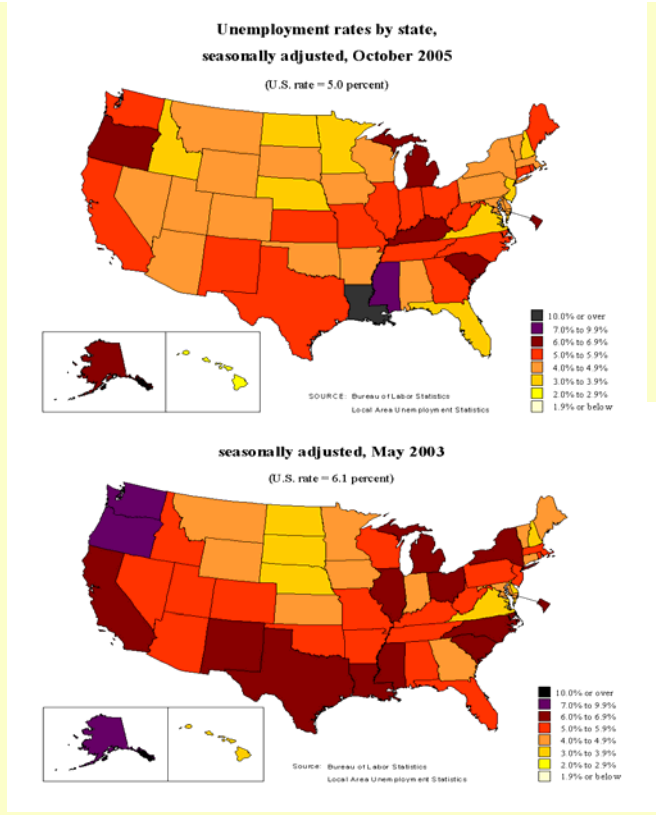 Unemployment rates by state,
seasonally adjusted, October 2005
(U.S. rate = 5.0 percent)
10.0% or over
7.0% to 9.9%
6.0% to 6.9%
5.0% to 5.9%
4.0% to 4.9%
3.0% to 3.9%
2.0% to 2.9%
1.9% or below
SOURCE: Bureau of Labor Statistics
Local Area Unemployment Statistics
seasonally adjusted, May 2003
(U.S. rate = 6.1 percent)
10.0% or over
7.0% to 9.9%
6.0% to 6.9%
5.0% to 5.9%
4.0% to 4.9%
3.0% to 3.9%
2.0% to 2.9%
1.9% or below
Source: Bureau of Labor Statistics
Local Area Unemployment Statistics